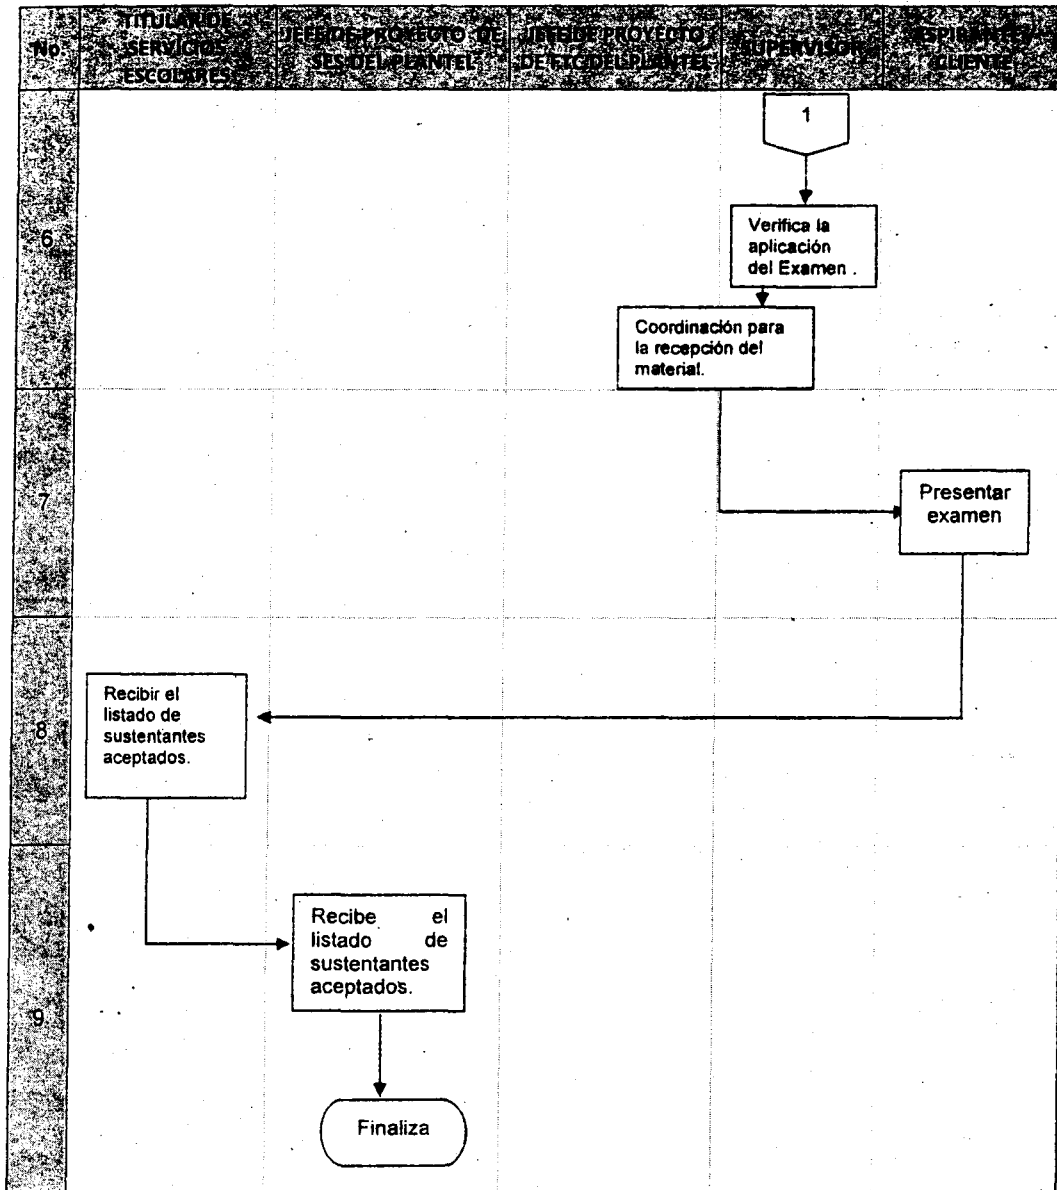 No.
TITULAR DE
SERVICIOS
ESCOLARES
JEFE DE PROYECTO DE
SES DEL PLANTEL
JEFE DE PROYECTO
DE FTC DEL PLANTEL
SUPERVISOR
CLIENTE
1
6
Verifica la
aplicación
del Examen .
Coordinación para
la recepción del
material.
7
Presentar
examen
8
Recibir el
listado de
sustentantes
aceptados.
9
Recibe el
listado de
sustentantes
aceptados.
Finaliza